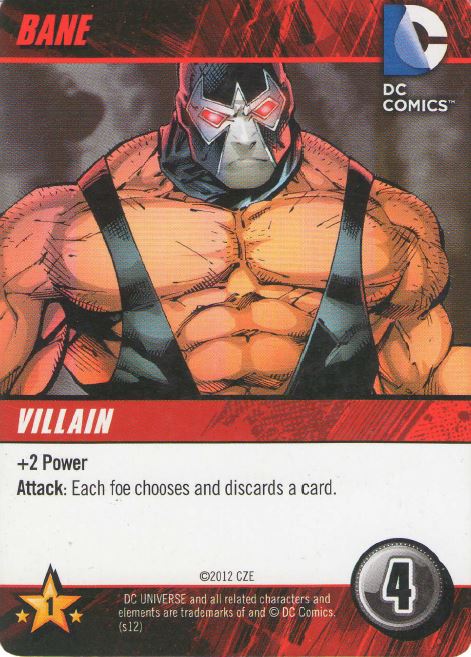 BANE
DC
COMICS™
VILLAIN
+2 Power
Attack: Each foe chooses and discards a card.
©2012 CZE
1
DC UNIVERSE and all related characters and
elements are trademarks of and © DC Comics.
(s12)
4